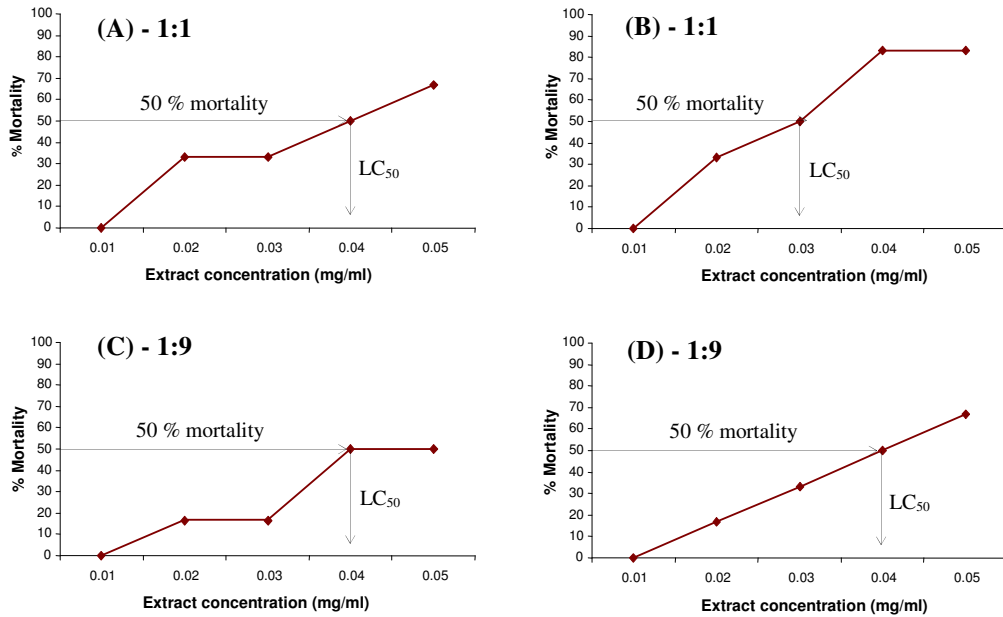 (A) - 1:1
% Mortality
100
90
80
70
60
50
40
30
20
10
0
50 % mortality
LC50
0.01 0.02 0.03 0.04 0.05
Extract concentration (mg/ml)
(B) - 1:1
% Mortality
100
90
80
70
60
50
40
30
20
10
0
50 % mortality
LC50
0.01 0.02 0.03 0.04 0.05
Extract concentration (mg/ml)
(C) - 1:9
% Mortality
100
90
80
70
60
50
40
30
20
10
0
50 % mortality
LC50
0.01 0.02 0.03 0.04 0.05
Extract concentration (mg/ml)
(D) - 1:9
% Mortality
100
90
80
70
60
50
40
30
20
10
0
50 % mortality
LC50
0.01 0.02 0.03 0.04 0.05
Extract concentration (mg/ml)